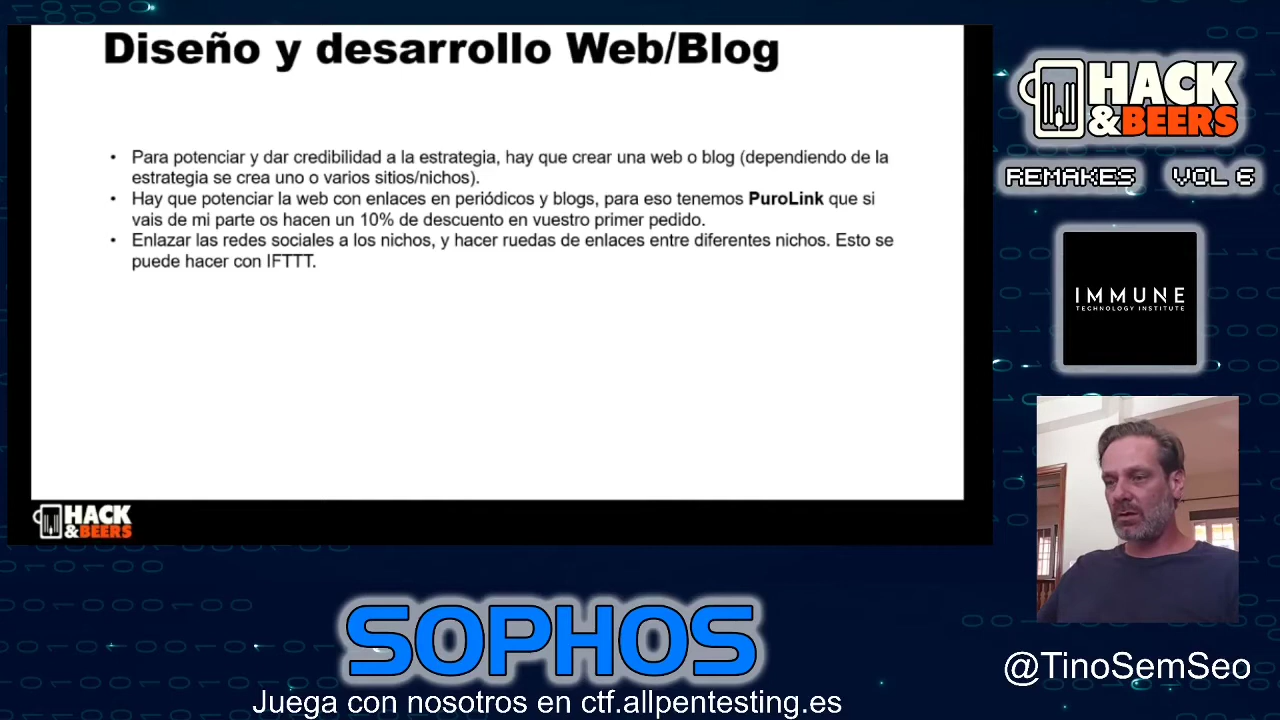 Diseño y desarrollo Web/Blog
• Para potenciar y dar credibilidad a la estrategia, hay que crear una web o blog (dependiendo de la
estrategia se crea uno o varios sitios/nichos).
• Hay que potenciar la web con enlaces en periódicos y blogs, para eso tenemos PuroLink que si
vais de mi parte os hacen un 10% de descuento en vuestro primer pedido.
• Enlazar las redes sociales a los nichos, y hacer ruedas de enlaces entre diferentes nichos. Esto se
puede hacer con IFTTT.
HACK
&BEERS
HACK
&BEERS
REMAKES VOL 6
IMMUNE
TECHNOLOGY INSTITUTE
@TinoSemSeo
SOPHOS
Juega con nosotros en ctf.allpentesting.es